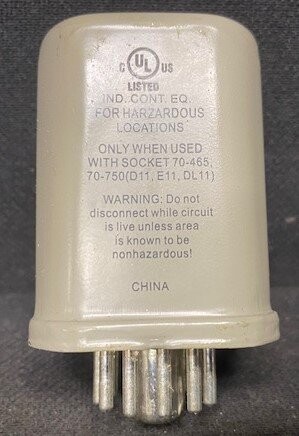 C UL US
LISTED
IND. CONT. EQ.
FOR HARZARDOUS
LOCATIONS
ONLY WHEN USED
WITH SOCKET 70-465,
70-750(D11, E11, DL11)
WARNING: Do not
disconnect while circuit
is live unless area
is known to be
nonhazardous!
CHINA